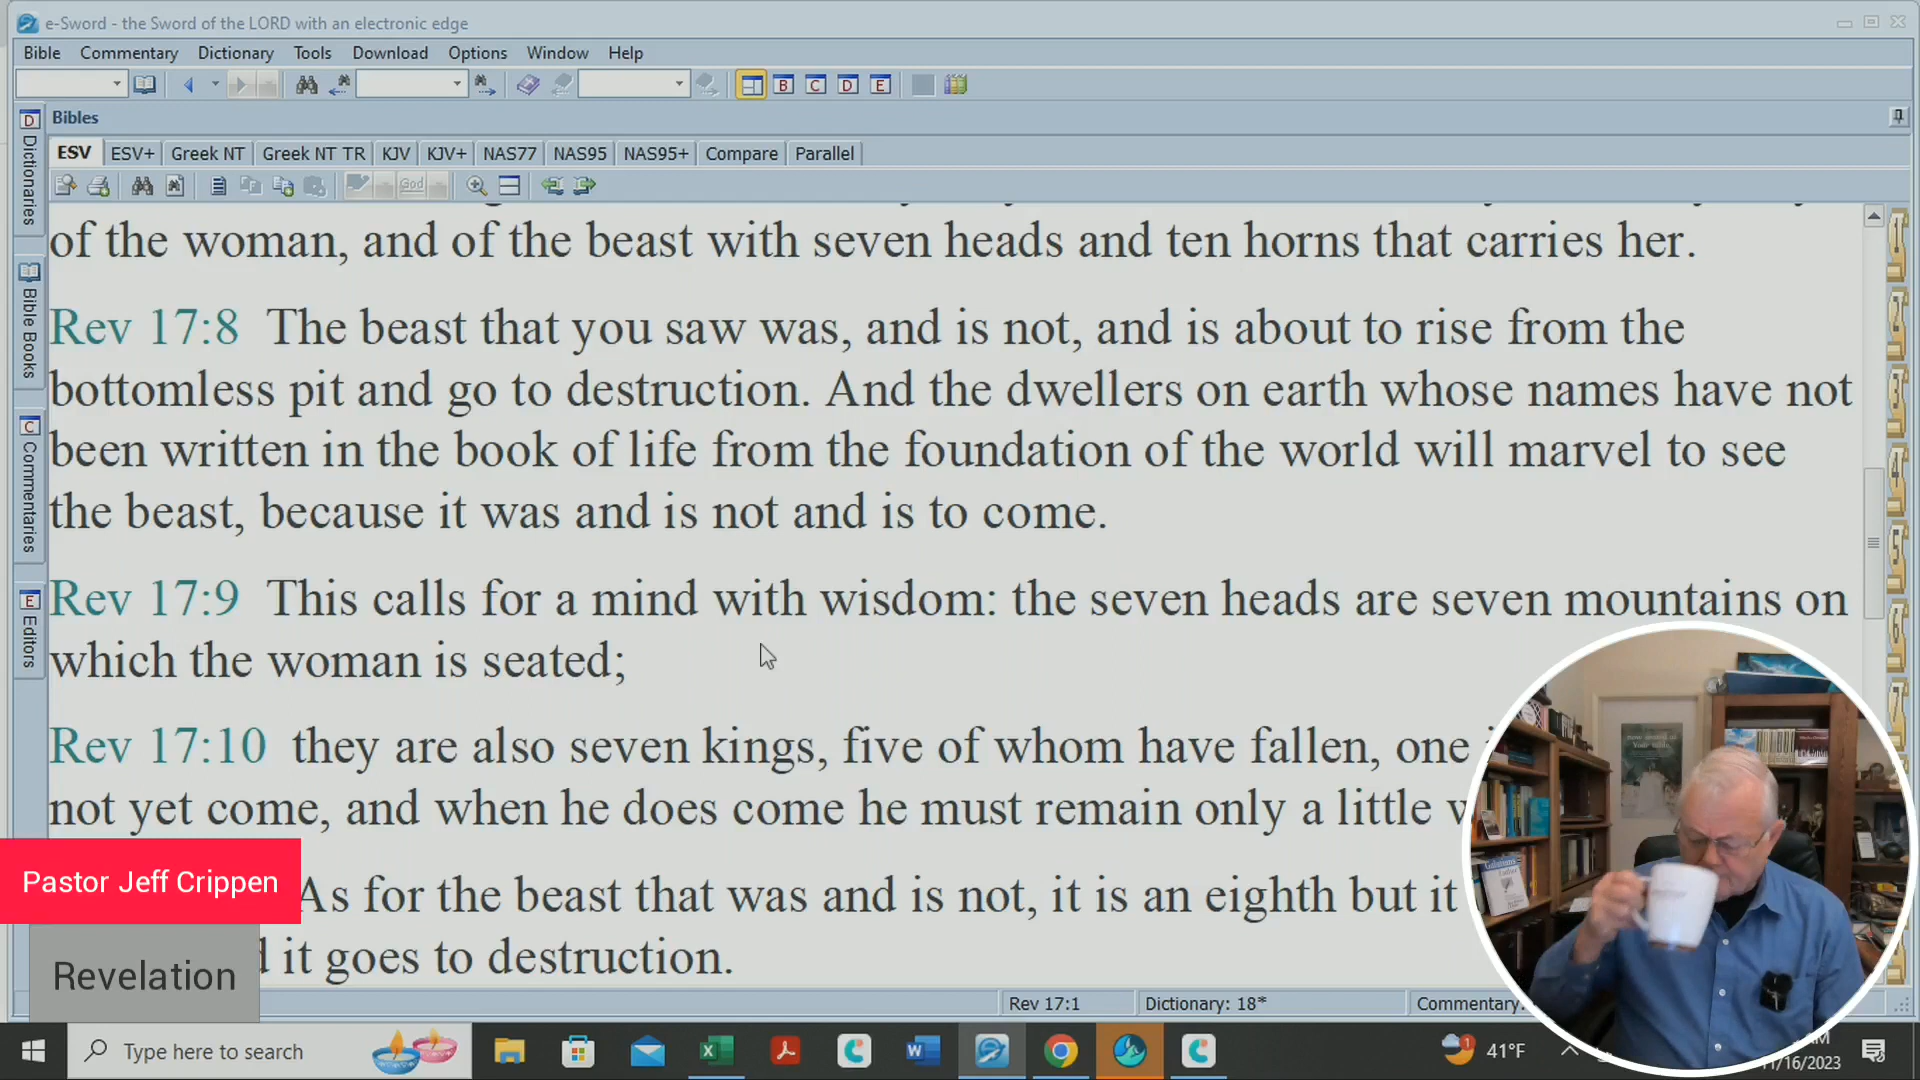 e-Sword - the Sword of the LORD with an electronic edge
Bible Commentary Dictionary Tools Download Options Window Help
B C D E
Bibles
ESV ESV+ Greek NT Greek NT TR KJV KJV+ NAS77 NAS95 NAS95+ Compare Parallel
God
D Dictionaries
Bible Books
C Commentaries
E Editors
of the woman, and of the beast with seven heads and ten horns that carries her.
Rev 17:8 The beast that you saw was, and is not, and is about to rise from the
bottomless pit and go to destruction. And the dwellers on earth whose names have not
been written in the book of life from the foundation of the world will marvel to see
the beast, because it was and is not and is to come.
Rev 17:9 This calls for a mind with wisdom: the seven heads are seven mountains on
which the woman is seated;
Rev 17:10 they are also seven kings, five of whom have fallen, one
not yet come, and when he does come he must remain only a little
As for the beast that was and is not, it is an eighth but it
it goes to destruction.
Pastor Jeff Crippen
Revelation
Rev 17:1 Dictionary: 18* Commentary:
Type here to search
41°F
11/16/2023